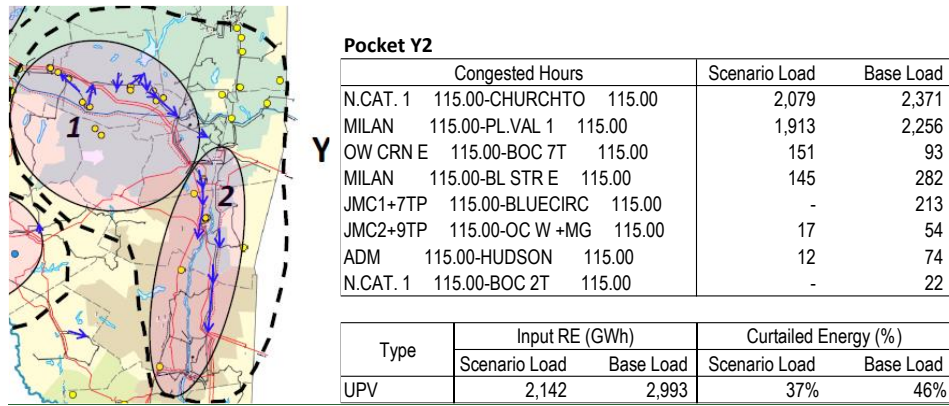 1
2
Y
Pocket Y2
Congested Hours Scenario Load Base Load
N.CAT. 1 115.00-CHURCHTO 115.00 2,079 2,371
MILAN 115.00-PL.VAL 1 115.00 1,913 2,256
OW CRN E 115.00-BOC 7T 115.00 151 93
MILAN 115.00-BL STR E 115.00 145 282
JMC1+7TP 115.00-BLUECIRC 115.00 - 213
JMC2+9TP 115.00-OC W +MG 115.00 17 54
ADM 115.00-HUDSON 115.00 12 74
N.CAT. 1 115.00-BOC 2T 115.00 - 22
Type Input RE (GWh) Curtailed Energy (%)
Scenario Load Base Load Scenario Load Base Load
UPV 2,142 2,993 37% 46%